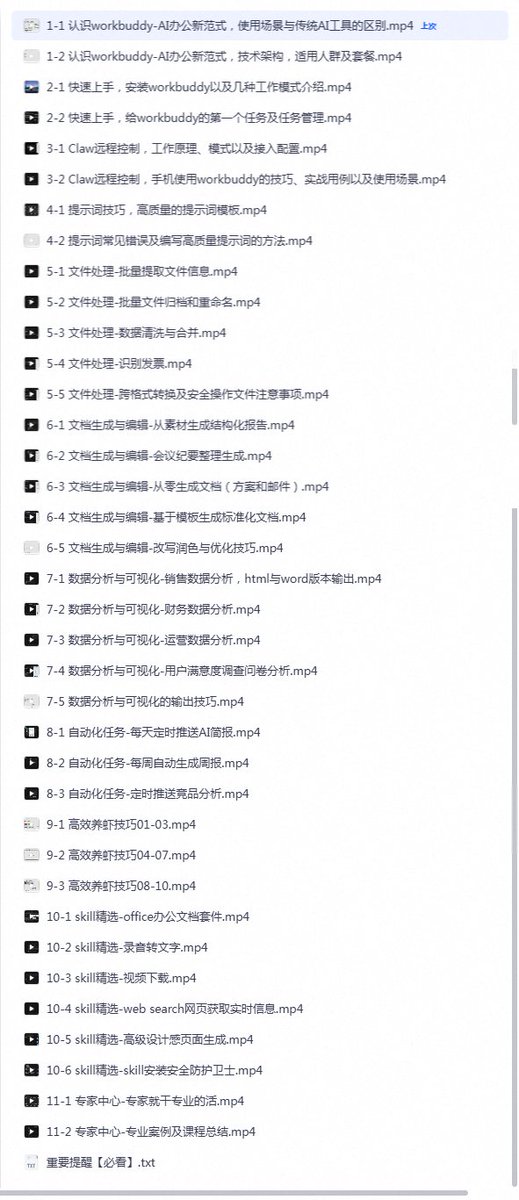 1-1 认识workbuddy-AI办公新范式，使用场景与传统AI工具的区别.mp4 上次
1-2 认识workbuddy-AI办公新范式，技术架构，适用人群及套餐.mp4
2-1 快速上手，安装workbuddy以及几种工作模式介绍.mp4
2-2 快速上手，给workbuddy的第一个任务及任务管理.mp4
3-1 Claw远程控制，工作原理、模式以及接入配置.mp4
3-2 Claw远程控制，手机使用workbuddy的技巧、实战用例以及使用场景.mp4
4-1 提示词技巧，高质量的提示词模板.mp4
4-2 提示词常见错误及编写高质量提示词的方法.mp4
5-1 文件处理-批量提取文件信息.mp4
5-2 文件处理-批量文件归档和重命名.mp4
5-3 文件处理-数据清洗与合并.mp4
5-4 文件处理-识别发票.mp4
5-5 文件处理-跨格式转换及安全操作文件注意事项.mp4
6-1 文档生成与编辑-从素材生成结构化报告.mp4
6-2 文档生成与编辑-会议纪要整理生成.mp4
6-3 文档生成与编辑-从零生成文档（方案和邮件）.mp4
6-4 文档生成与编辑-基于模板生成标准化文档.mp4
6-5 文档生成与编辑-改写润色与优化技巧.mp4
7-1 数据分析与可视化-销售数据分析，html与word版本输出.mp4
7-2 数据分析与可视化-财务数据分析.mp4
7-3 数据分析与可视化-运营数据分析.mp4
7-4 数据分析与可视化-用户满意度调查问卷分析.mp4
7-5 数据分析与可视化的输出技巧.mp4
8-1 自动化任务-每天定时推送AI简报.mp4
8-2 自动化任务-每周自动生成周报.mp4
8-3 自动化任务-定时推送竞品分析.mp4
9-1 高效养虾技巧01-03.mp4
9-2 高效养虾技巧04-07.mp4
9-3 高效养虾技巧08-10.mp4
10-1 skill精选-office办公文档套件.mp4
10-2 skill精选-录音转文字.mp4
10-3 skill精选-视频下载.mp4
10-4 skill精选-web search网页获取实时信息.mp4
10-5 skill精选-高级设计感页面生成.mp4
10-6 skill精选-skill安装安全防护卫士.mp4
11-1 专家中心-专家就干专业的活.mp4
11-2 专家中心-专业案例及课程总结.mp4
TXT 重要提醒【必看】.txt